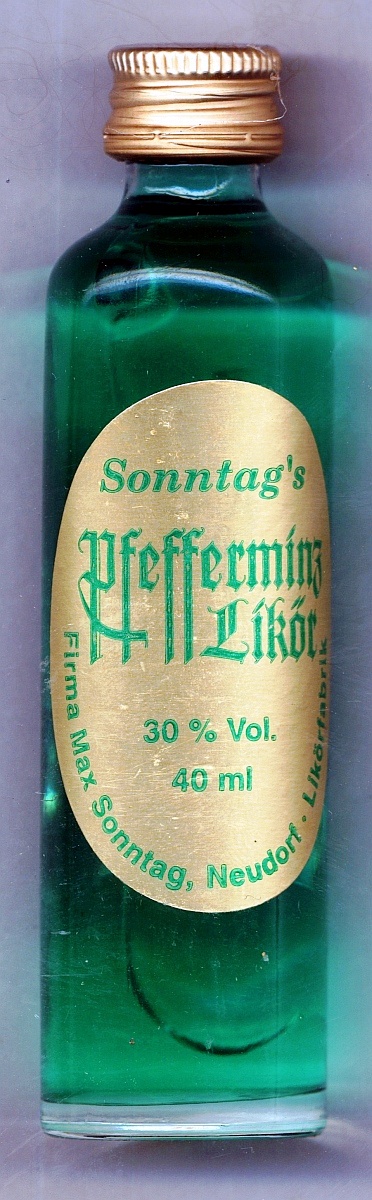 Sonntag's
Pfefferminz
Likör
30 % Vol.
40 ml
Firma Max Sonntag, Neudorf · Likörfabrik